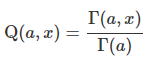 Q(a, x) = Γ(a, x) / Γ(a)